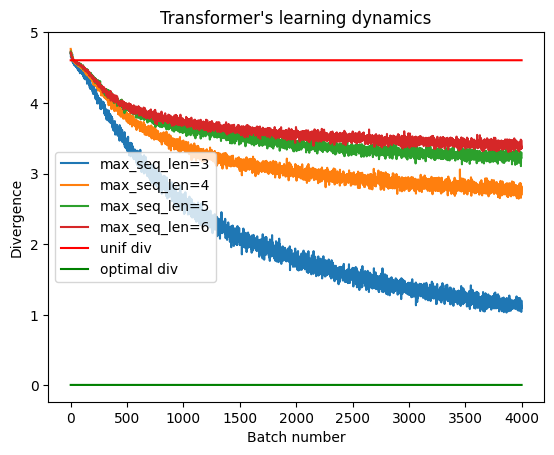 Transformer's learning dynamics
Divergence
5
4
3
2
1
0
max_seq_len=3
max_seq_len=4
max_seq_len=5
max_seq_len=6
unif div
optimal div
0 500 1000 1500 2000 2500 3000 3500 4000
Batch number